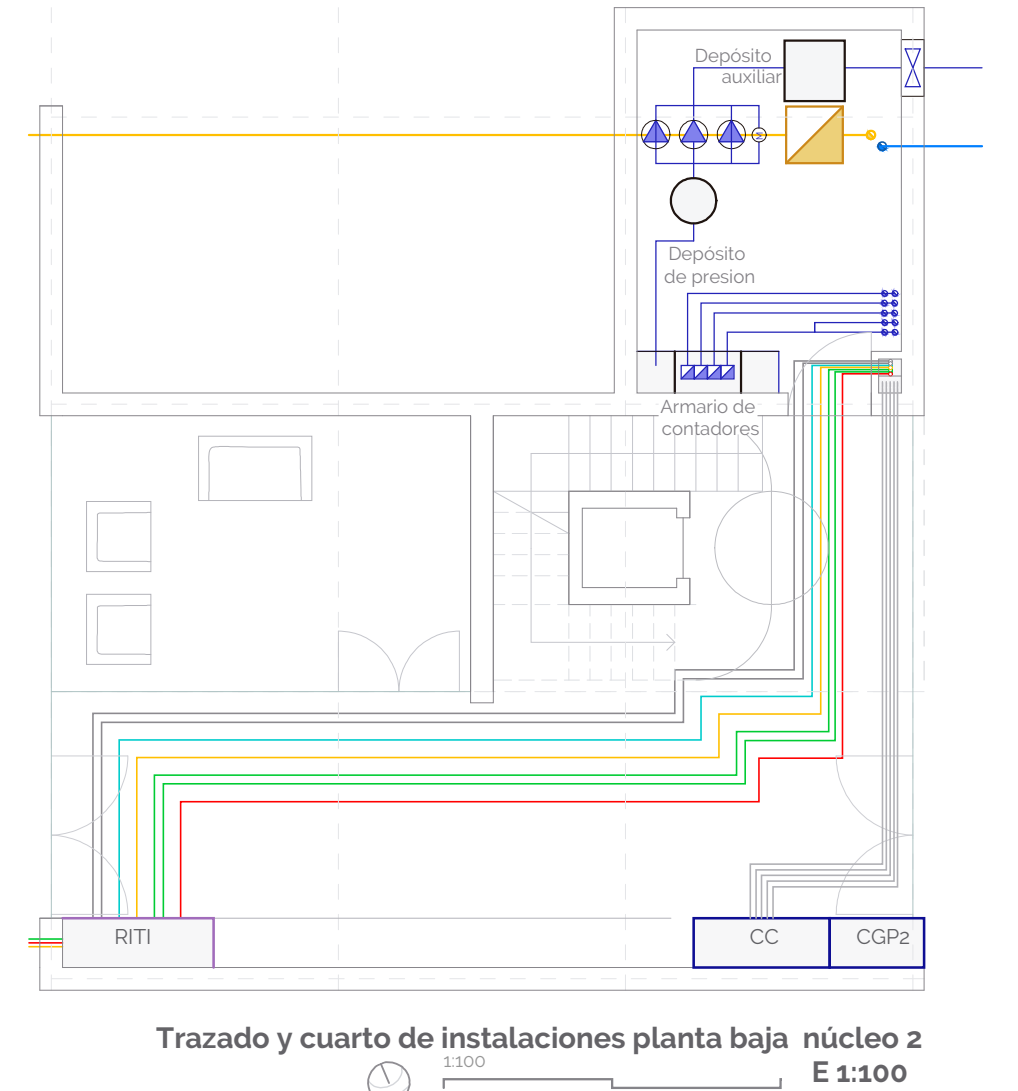 Depósito
auxiliar
M
Depósito
de presion
Armario de
contadores
RITI
CC
CGP2
Trazado y cuarto de instalaciones planta baja núcleo 2
1:100
E 1:100